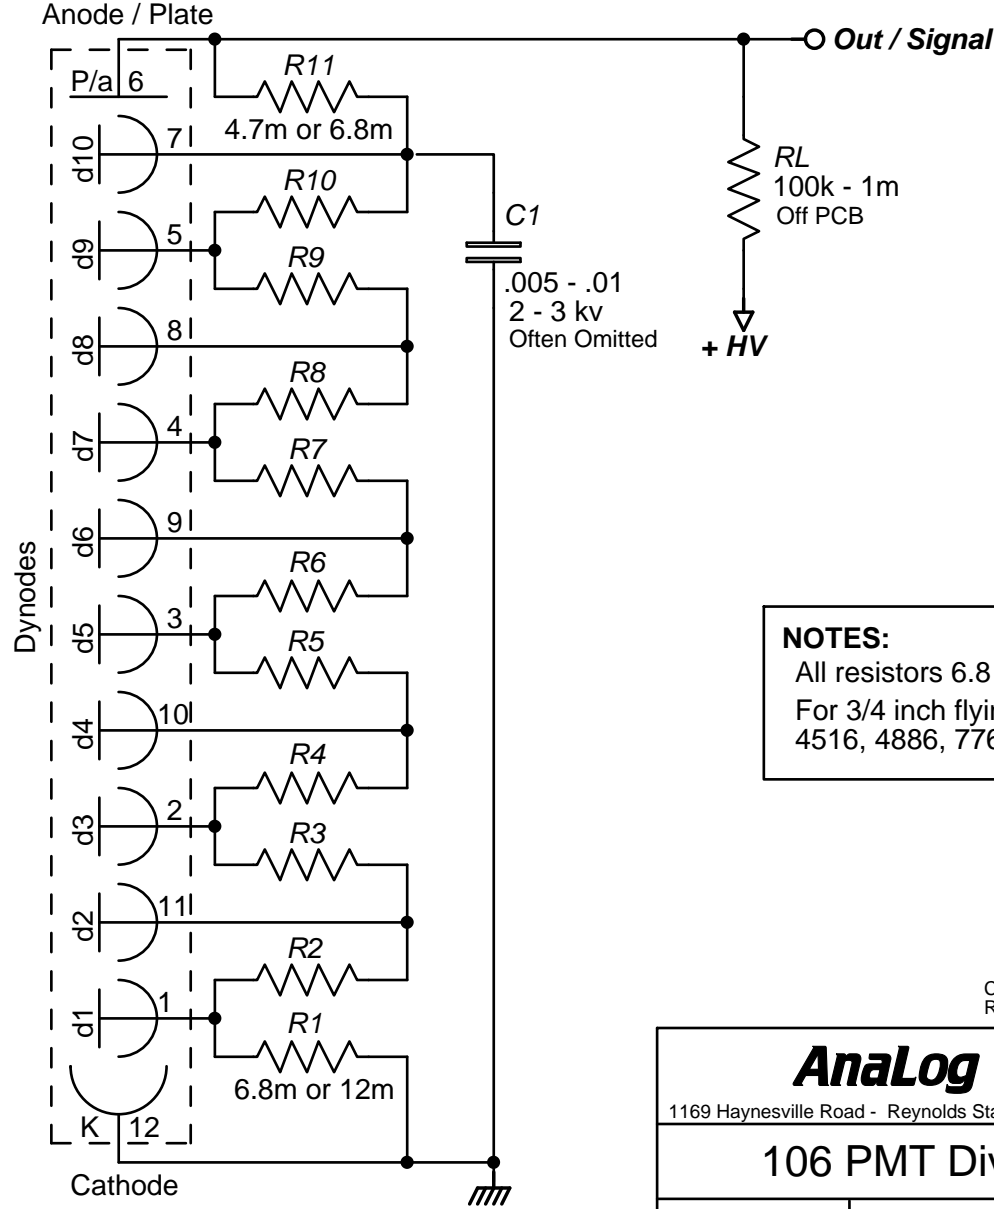 Anode / Plate
Out / Signal
P/a 6
R11
4.7m or 6.8m
d10 7
R10
RL
100k - 1m
Off PCB
C1
.005 - .01
2 - 3 kv
Often Omitted
+ HV
d9 5
R9
d8 8
R8
d7 4
R7
d6 9
R6
Dynodes
d5 3
R5
d4 10
R4
d3 2
R3
d2 11
R2
d1 1
R1
6.8m or 12m
K 12
Cathode
NOTES:
All resistors 6.8
For 3/4 inch flyin
4516, 4886, 776
R
AnaLog
1169 Haynesville Road - Reynolds Sta
106 PMT Div